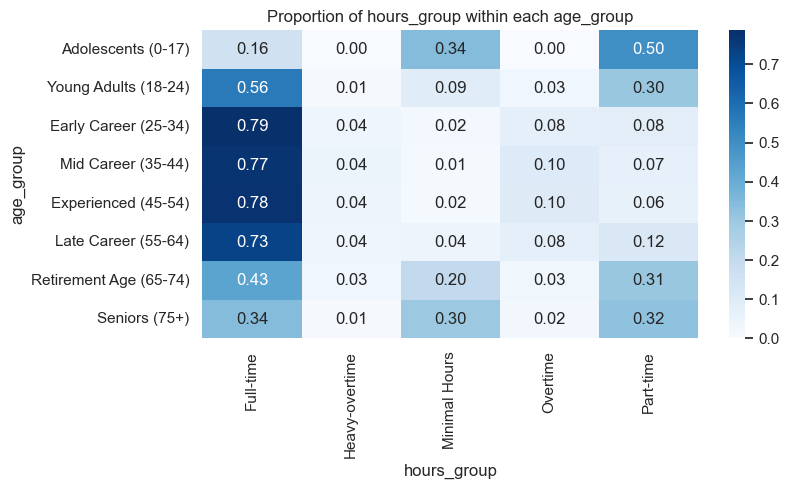 Proportion of hours_group within each age_group
age_group
Adolescents (0-17) 0.16 0.00 0.34 0.00 0.50
Young Adults (18-24) 0.56 0.01 0.09 0.03 0.30
Early Career (25-34) 0.79 0.04 0.02 0.08 0.08
Mid Career (35-44) 0.77 0.04 0.01 0.10 0.07
Experienced (45-54) 0.78 0.04 0.02 0.10 0.06
Late Career (55-64) 0.73 0.04 0.04 0.08 0.12
Retirement Age (65-74) 0.43 0.03 0.20 0.03 0.31
Seniors (75+) 0.34 0.01 0.30 0.02 0.32
Full-time
Heavy-overtime
Minimal Hours
Overtime
Part-time
hours_group
0.7
0.6
0.5
0.4
0.3
0.2
0.1
0.0